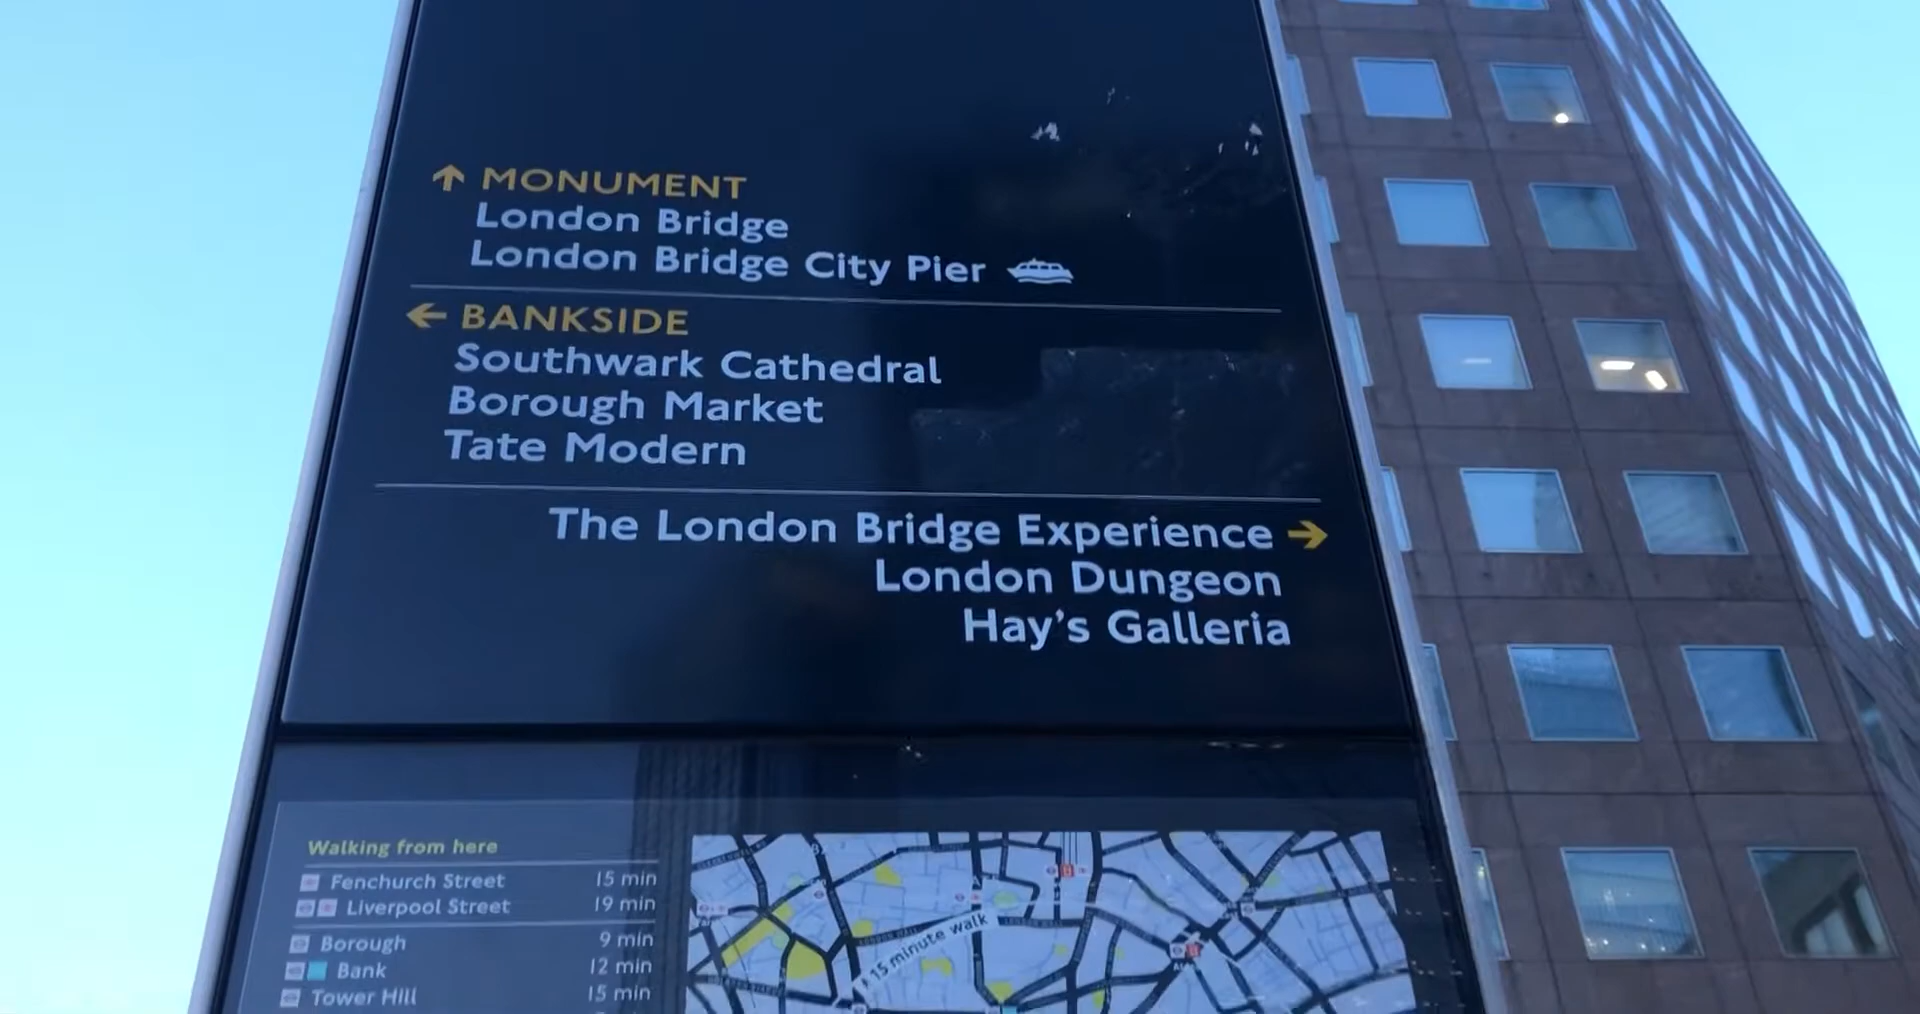 MONUMENT
London Bridge
London Bridge City Pier
BANKSIDE
Southwark Cathedral
Borough Market
Tate Modern
The London Bridge Experience
London Dungeon
Hay's Galleria
Walking from here
Fenchurch Street 15 min
Liverpool Street 19 min
Borough 9 min
Bank 12 min
Tower Hill 15 min
15 minute walk